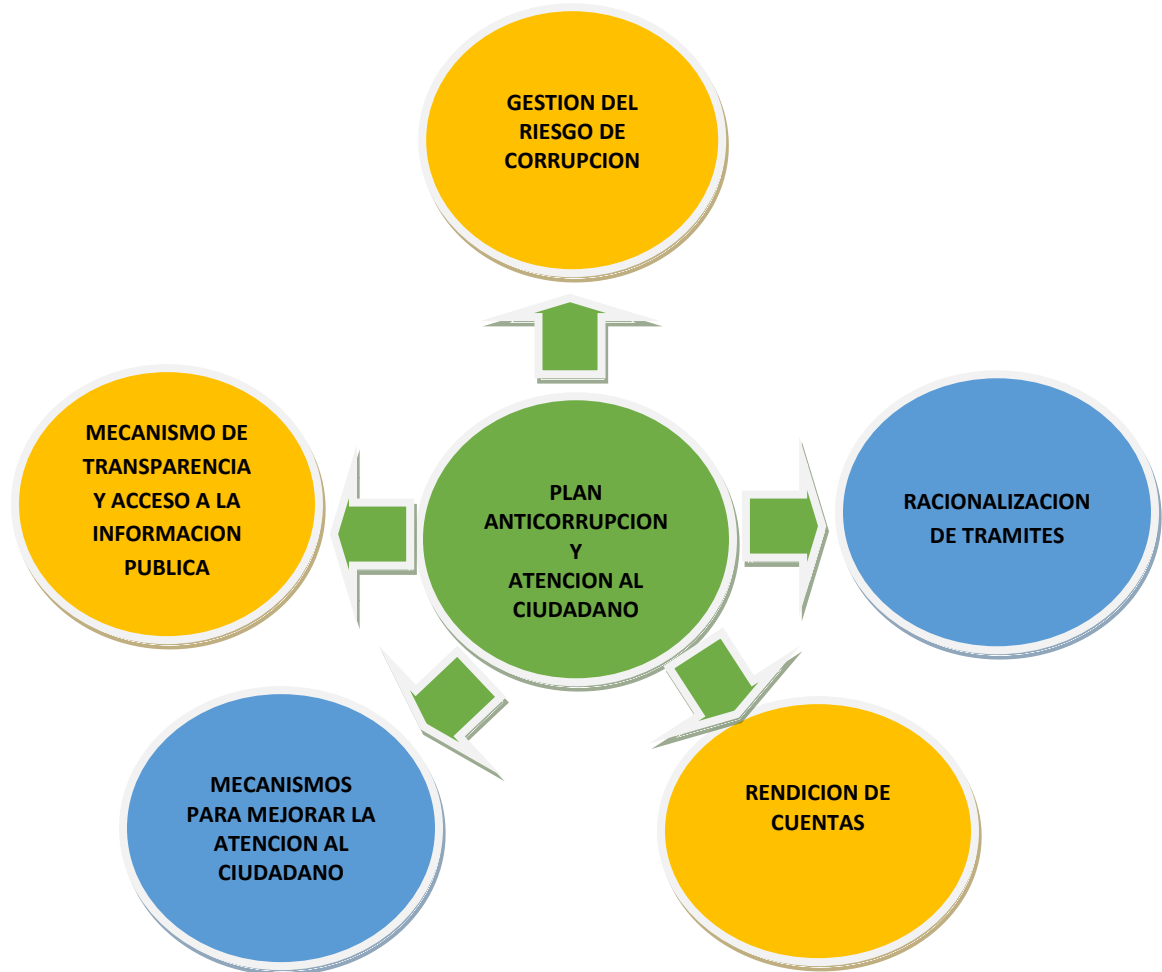 GESTION DEL
RIESGO DE
CORRUPCION
MECANISMO DE
TRANSPARENCIA
Y ACCESO A LA
INFORMACION
PUBLICA
PLAN
ANTICORRUPCION
Y
ATENCION AL
CIUDADANO
RACIONALIZACION
DE TRAMITES
MECANISMOS
PARA MEJORAR LA
ATENCION AL
CIUDADANO
RENDICION DE
CUENTAS